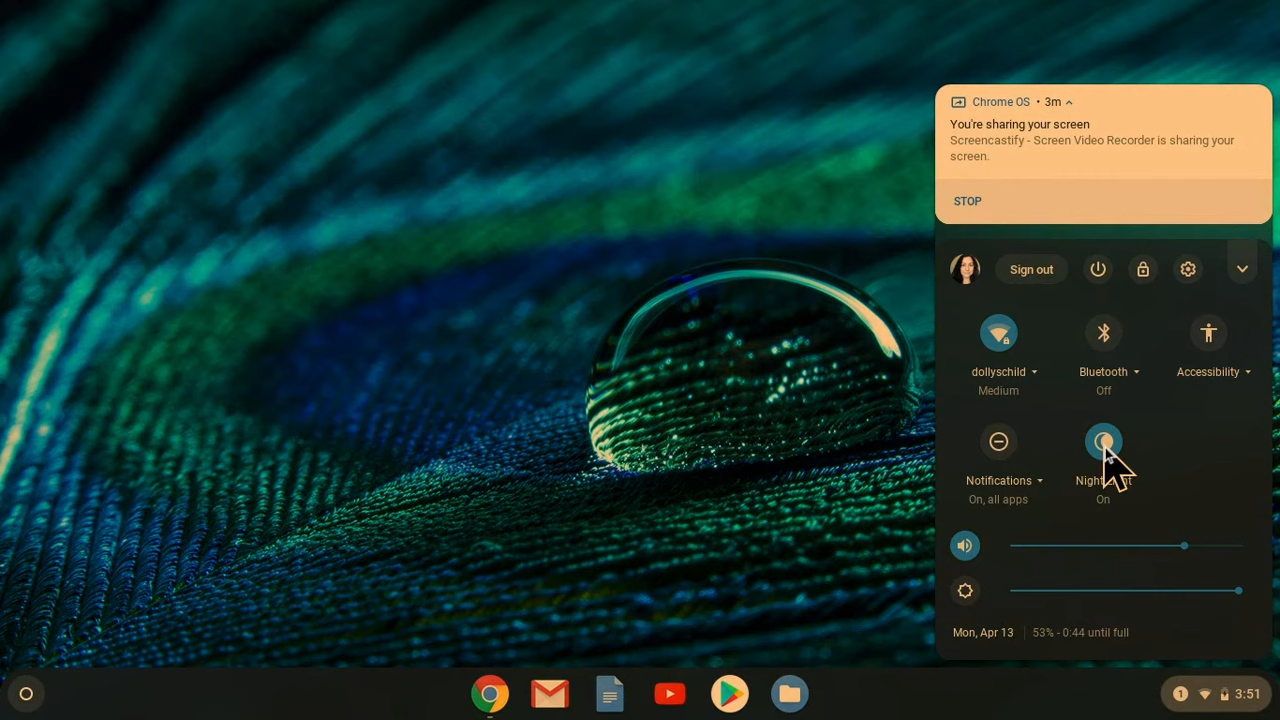 Chrome OS • 3m
You're sharing your screen
Screencastify - Screen Video Recorder is sharing your
screen.
STOP
Sign out
dollyschild
Medium
Bluetooth
Off
Accessibility
Notifications
On, all apps
On
Mon, Apr 13
53% - 0:44 until full
1
3:51